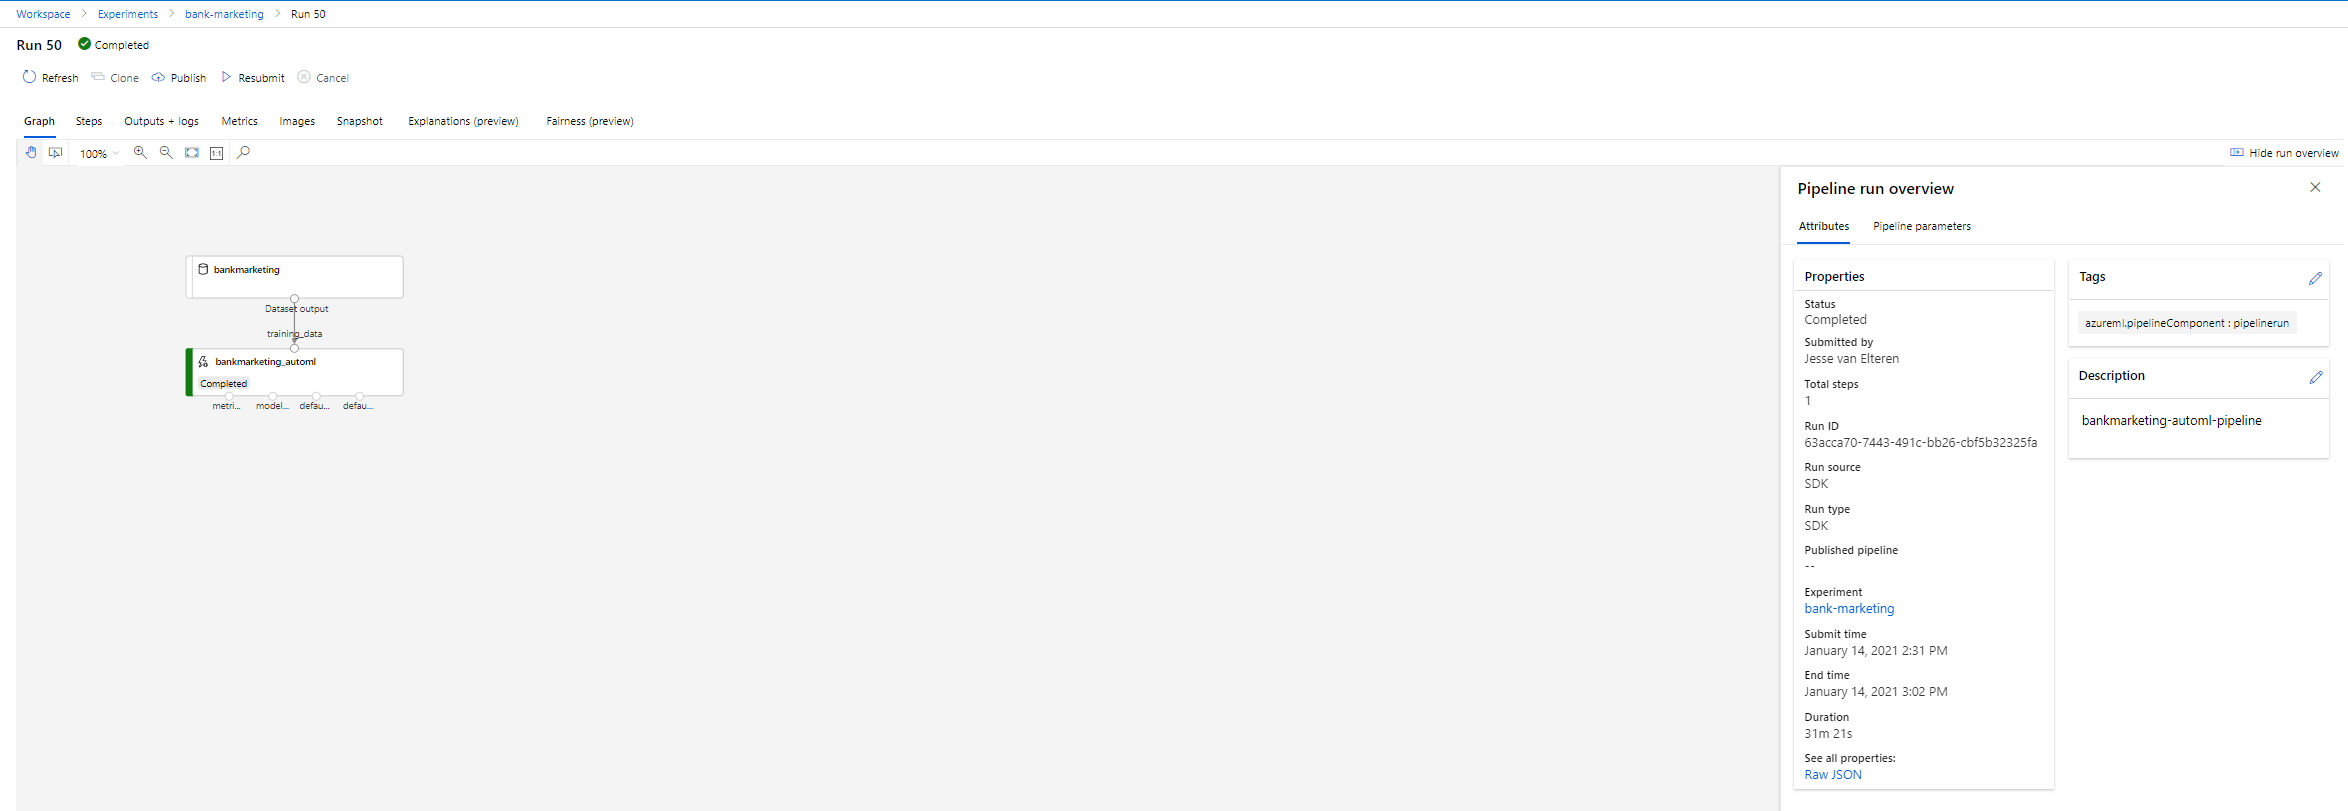 Workspace > Experiments > bank-marketing > Run 50
Run 50 Completed
Refresh Clone Publish Resubmit Cancel
Graph Steps Outputs + logs Metrics Images Snapshot Explanations (preview) Fairness (preview)
100% 1:1 Hide run overview
bankmarketing
Dataset output
training_data
bankmarketing_automl
Completed
metri... model... defau... defau...
Pipeline run overview
Attributes Pipeline parameters
Properties
Status
Completed
Submitted by
Jesse van Elteren
Total steps
1
Run ID
63acca70-7443-491c-bb26-cbf5b32325fa
Run source
SDK
Run type
SDK
Published pipeline
--
Experiment
bank-marketing
Submit time
January 14, 2021 2:31 PM
End time
January 14, 2021 3:02 PM
Duration
31m 21s
See all properties:
Raw JSON
Tags
azureml.pipelineComponent : pipelinerun
Description
bankmarketing-automl-pipeline